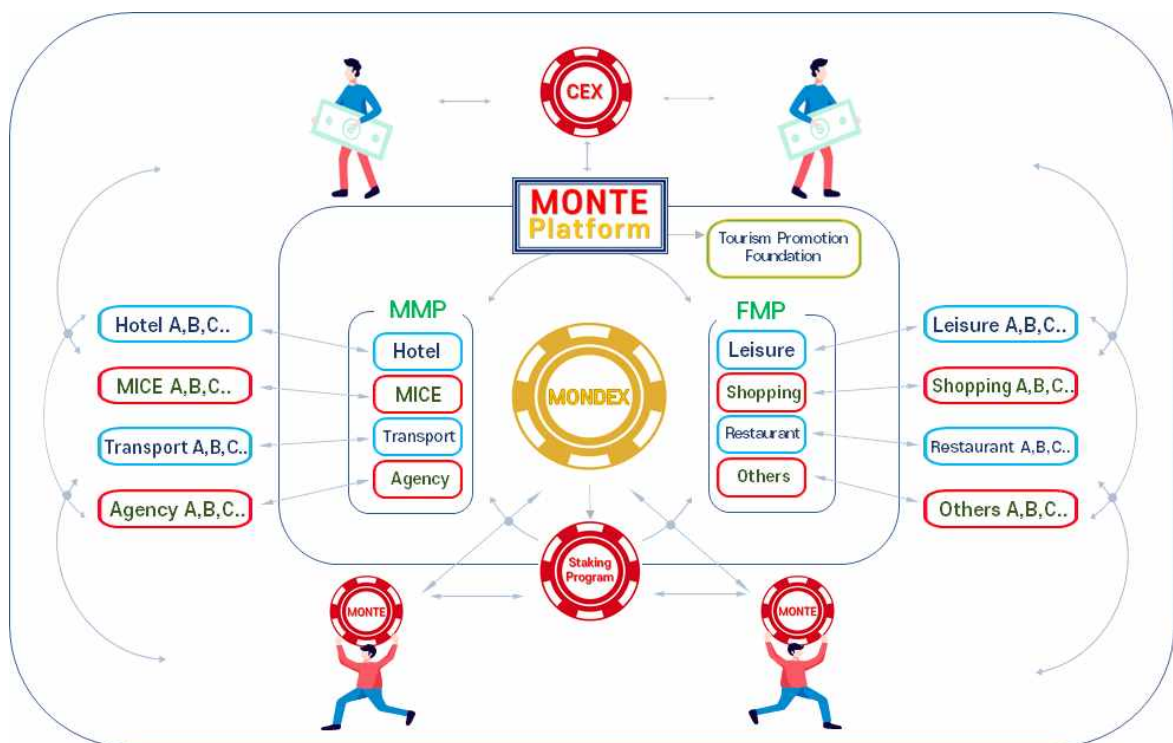 CEX
MONTE
Platform
Tourism Promotion
Foundation
MMP
FMP
Hotel A,B,C..
MICE A,B,C..
Transport A,B,C..
Agency A,B,C..
Hotel
MICE
Transport
Agency
MONDEX
Leisure
Shopping
Restaurant
Others
Leisure A,B,C..
Shopping A,B,C..
Restaurant A,B,C..
Others A,B,C..
Staking
Program
MONTE
MONTE